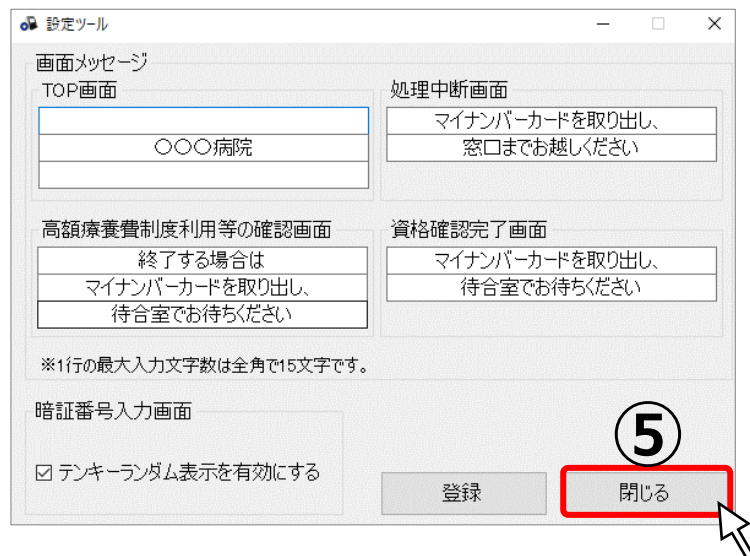 設定ツール
画面メッセージ
TOP画面
○○○病院
処理中断画面
マイナンバーカードを取り出し、
窓口までお越しください
高額療養費制度利用等の確認画面
終了する場合は
マイナンバーカードを取り出し、
待合室でお待ちください
資格確認完了画面
マイナンバーカードを取り出し、
待合室でお待ちください
※1行の最大入力文字数は全角で15文字です。
暗証番号入力画面
テンキーランダム表示を有効にする
⑤
登録
閉じる